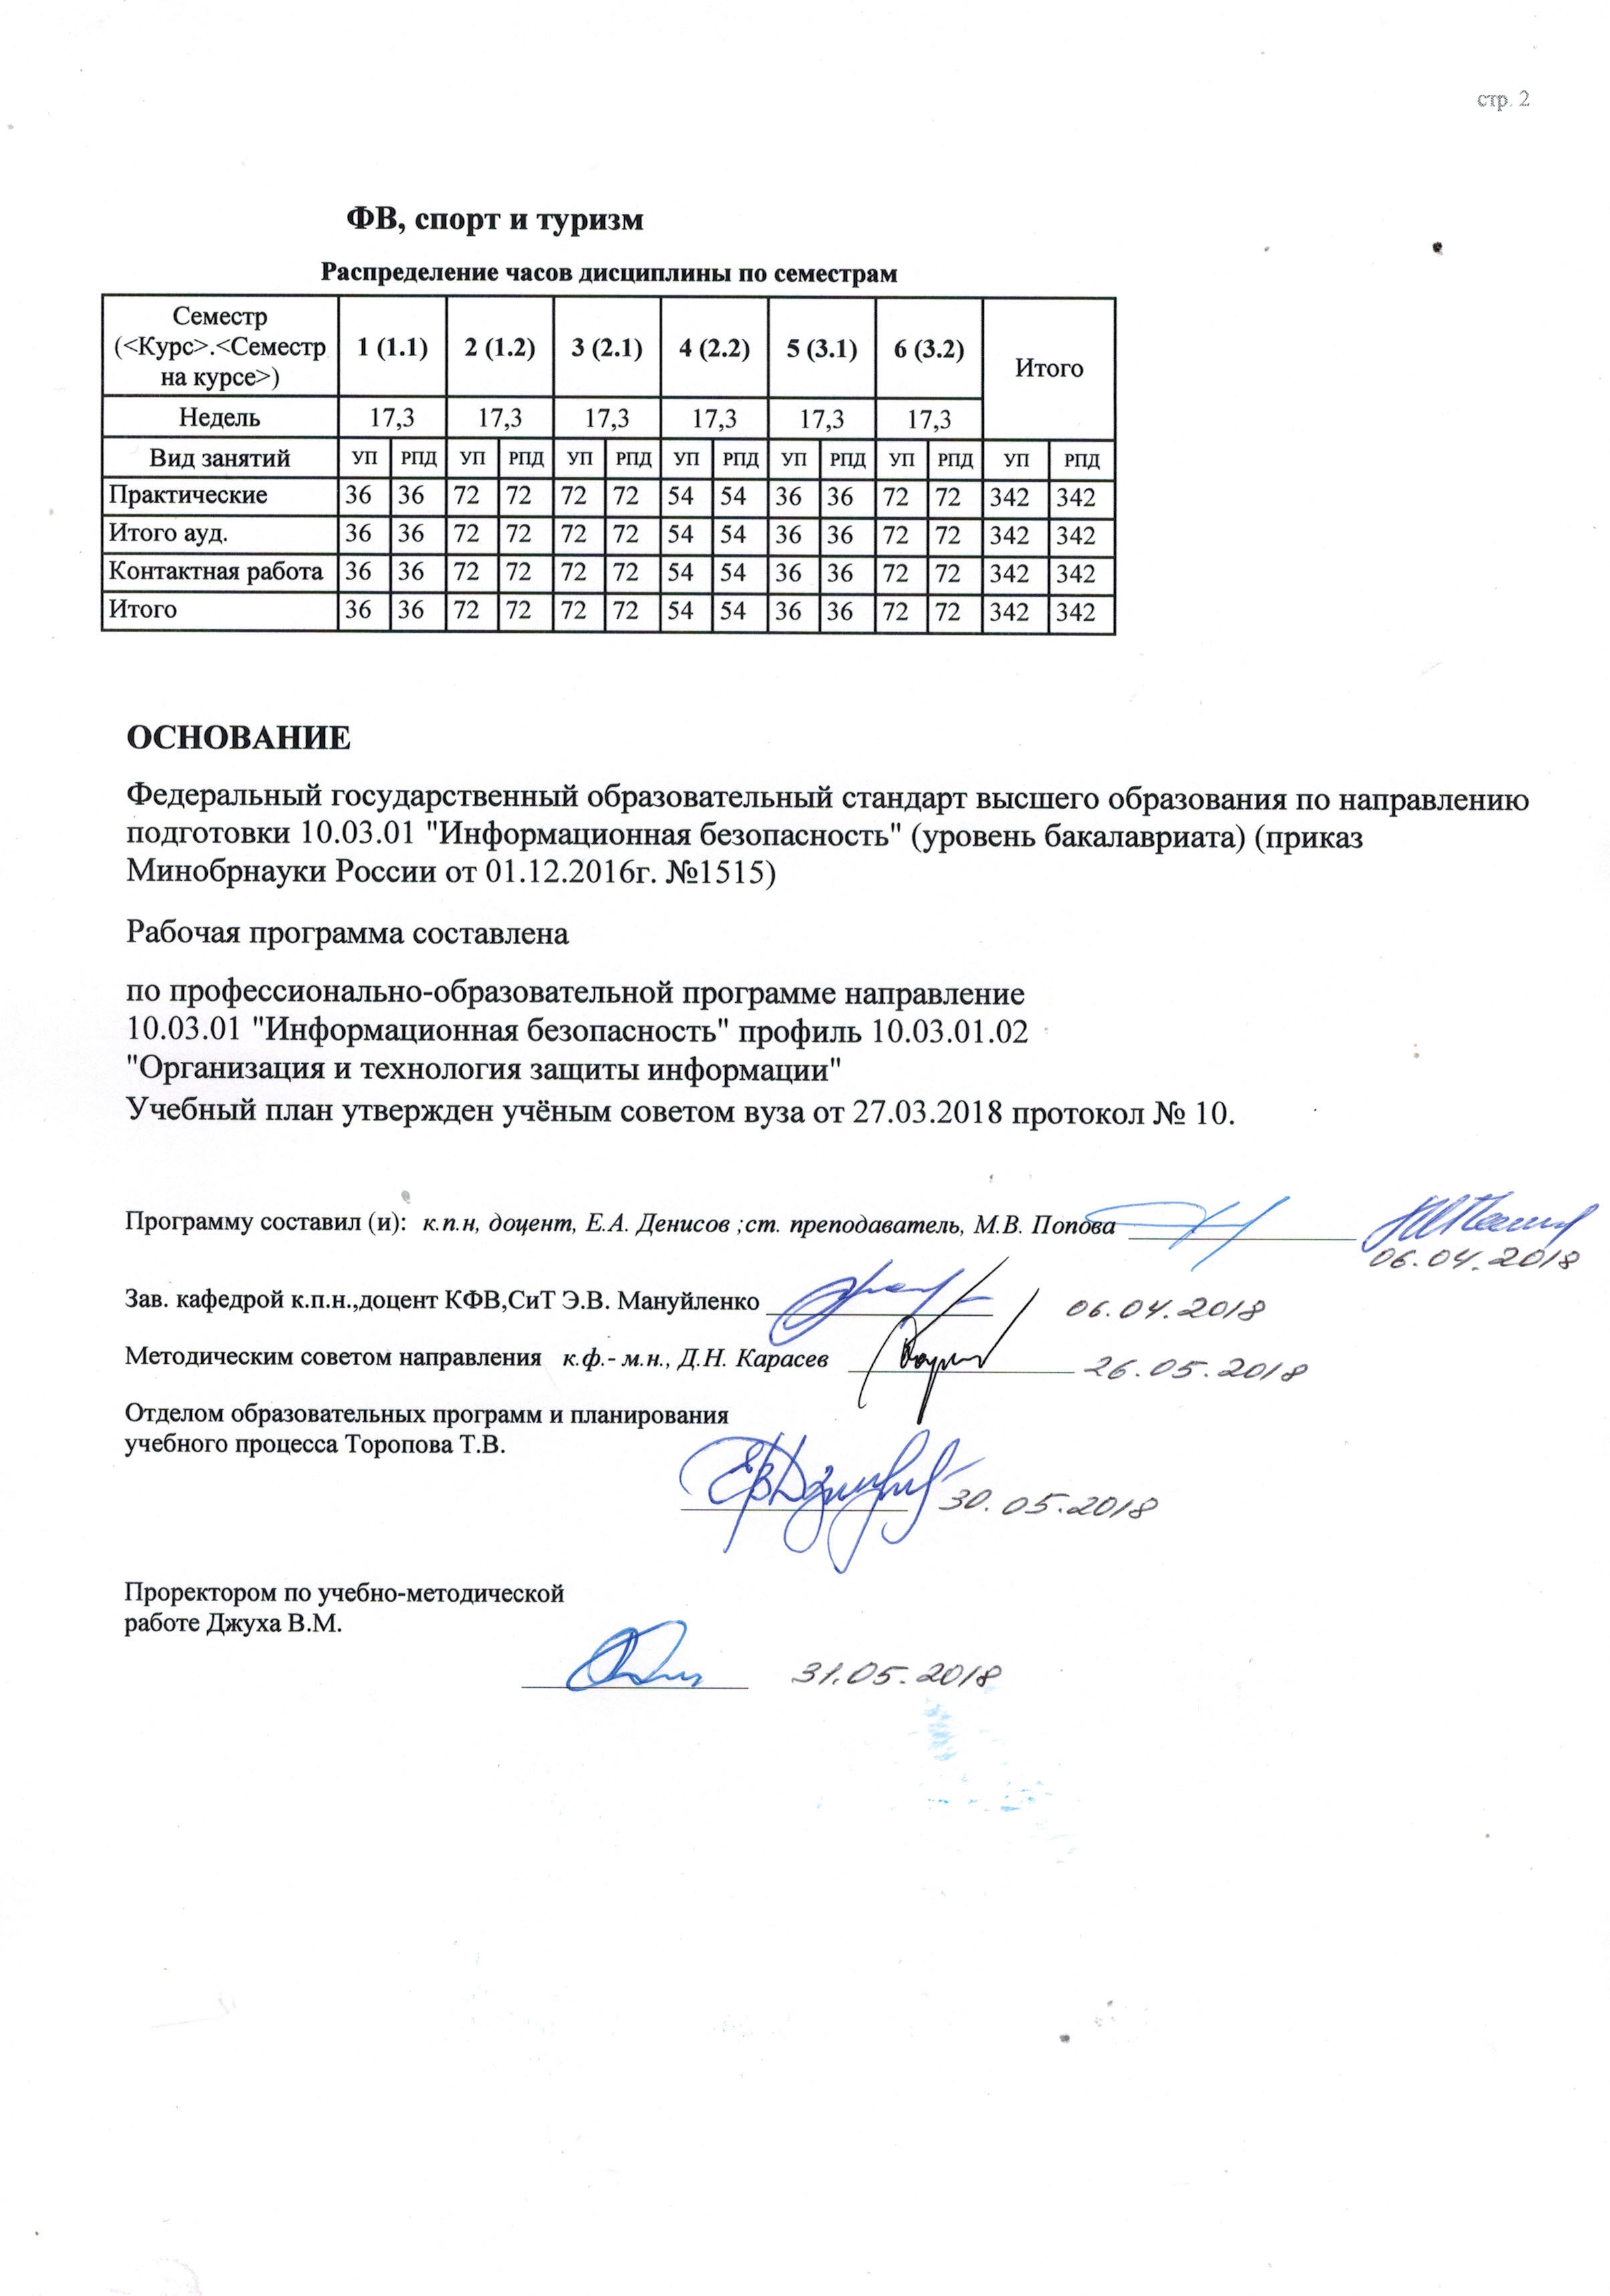 стр. 2
ФВ, спорт и туризм
Распределение часов дисциплины по семестрам
Семестр (<Курс>.<Семестр на курсе>) 1 (1.1) 2 (1.2) 3 (2.1) 4 (2.2) 5 (3.1) 6 (3.2) Итого
Недель 17,3 17,3 17,3 17,3 17,3 17,3
Вид занятий УП РПД УП РПД УП РПД УП РПД УП РПД УП РПД УП РПД
Практические 36 36 72 72 72 72 54 54 36 36 72 72 342 342
Итого ауд. 36 36 72 72 72 72 54 54 36 36 72 72 342 342
Контактная работа 36 36 72 72 72 72 54 54 36 36 72 72 342 342
Итого 36 36 72 72 72 72 54 54 36 36 72 72 342 342
ОСНОВАНИЕ
Федеральный государственный образовательный стандарт высшего образования по направлению
подготовки 10.03.01 "Информационная безопасность" (уровень бакалавриата) (приказ
Минобрнауки России от 01.12.2016г. №1515)
Рабочая программа составлена
по профессионально-образовательной программе направление
10.03.01 "Информационная безопасность" профиль 10.03.01.02
"Организация и технология защиты информации"
Учебный план утвержден учёным советом вуза от 27.03.2018 протокол № 10.
Программу составил (и): к.п.н, доцент, Е.А. Денисов ;ст. преподаватель, М.В. Попова
06.04.2018
Зав. кафедрой к.п.н.,доцент КФВ,СиТ Э.В. Мануйленко 06.04.2018
Методическим советом направления к.ф.- м.н., Д.Н. Карасев 26.05.2018
Отделом образовательных программ и планирования
учебного процесса Торопова Т.В.
30.05.2018
Проректором по учебно-методической
работе Джуха В.М.
31.05.2018